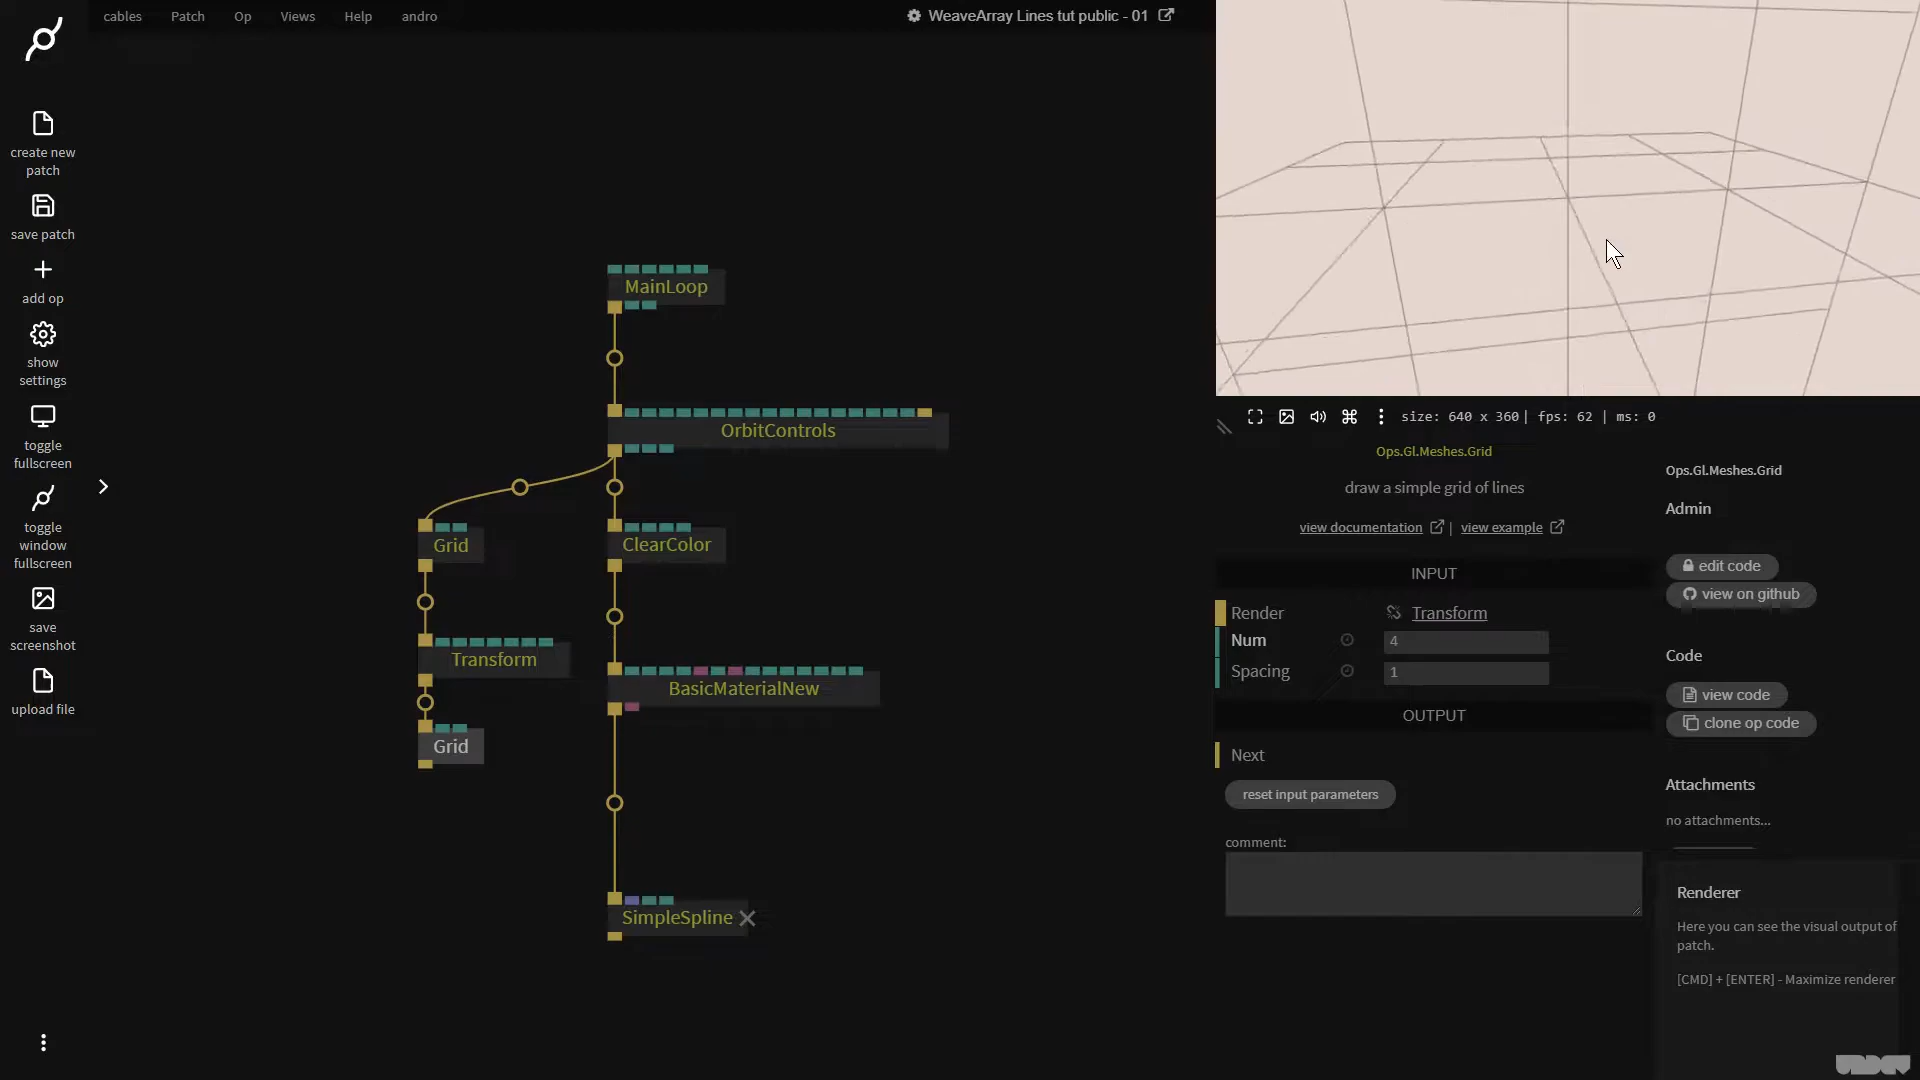 cables Patch Op Views Help andro
WeaveArray Lines tut public - 01
create new
patch
save patch
add op
show
settings
toggle
fullscreen
toggle
window
fullscreen
save
screenshot
upload file
MainLoop
OrbitControls
Grid
ClearColor
Transform
BasicMaterialNew
Grid
SimpleSpline
size: 640 x 360 | fps: 62 | ms: 0
Ops.Gl.Meshes.Grid
draw a simple grid of lines
view documentation | view example
INPUT
Render Transform
Num 4
Spacing 1
OUTPUT
Next
reset input parameters
comment:
Ops.Gl.Meshes.Grid
Admin
edit code
view on github
Code
view code
clone op code
Attachments
no attachments...
Renderer
Here you can see the visual output of
patch.
[CMD] + [ENTER] - Maximize renderer